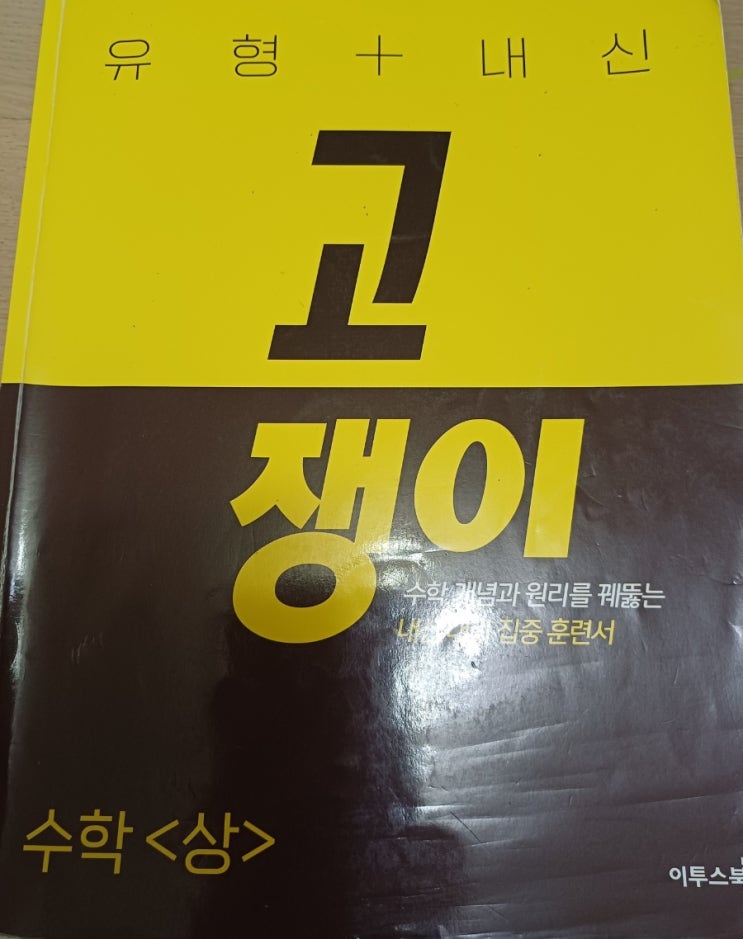 유형+내신
고
쟁이
수학 개념과 원리를 꿰뚫는
집중 훈련서
수학 <상>
이투스북